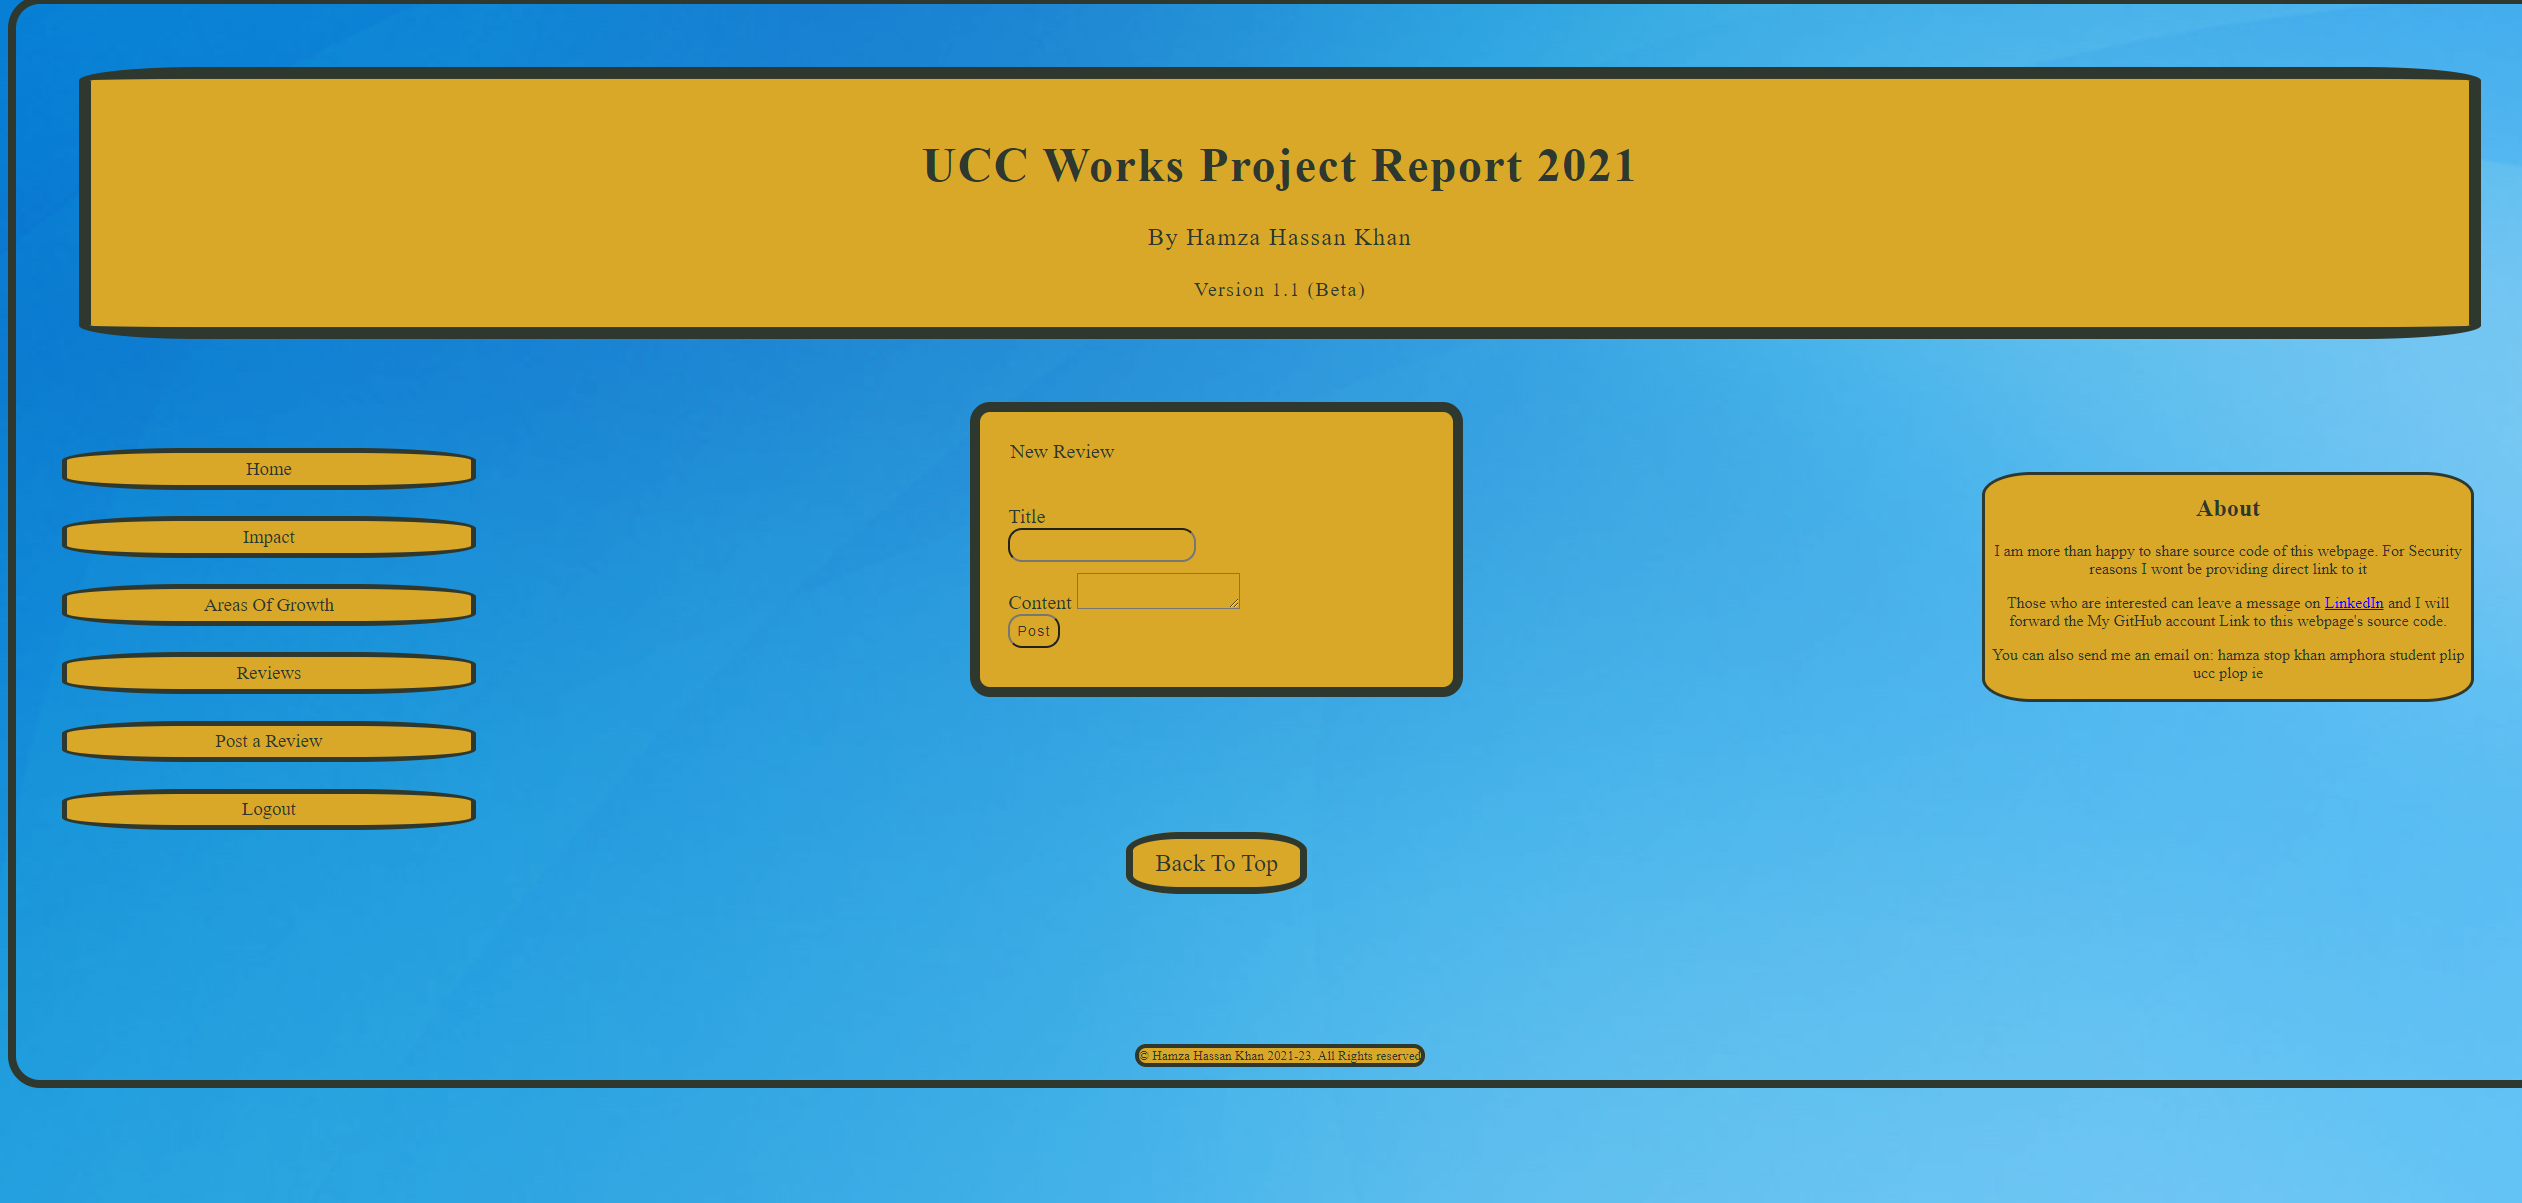 UCC Works Project Report 2021
By Hamza Hassan Khan
Version 1.1 (Beta)
Home
Impact
Areas Of Growth
Reviews
Post a Review
Logout
New Review
Title
Content
Post
Back To Top
About
I am more than happy to share source code of this webpage. For Security
reasons I wont be providing direct link to it
Those who are interested can leave a message on LinkedIn and I will
forward the My GitHub account Link to this webpage's source code.
You can also send me an email on: hamza stop khan amphora student plip
ucc plop ie
© Hamza Hassan Khan 2021-23. All Rights reserved